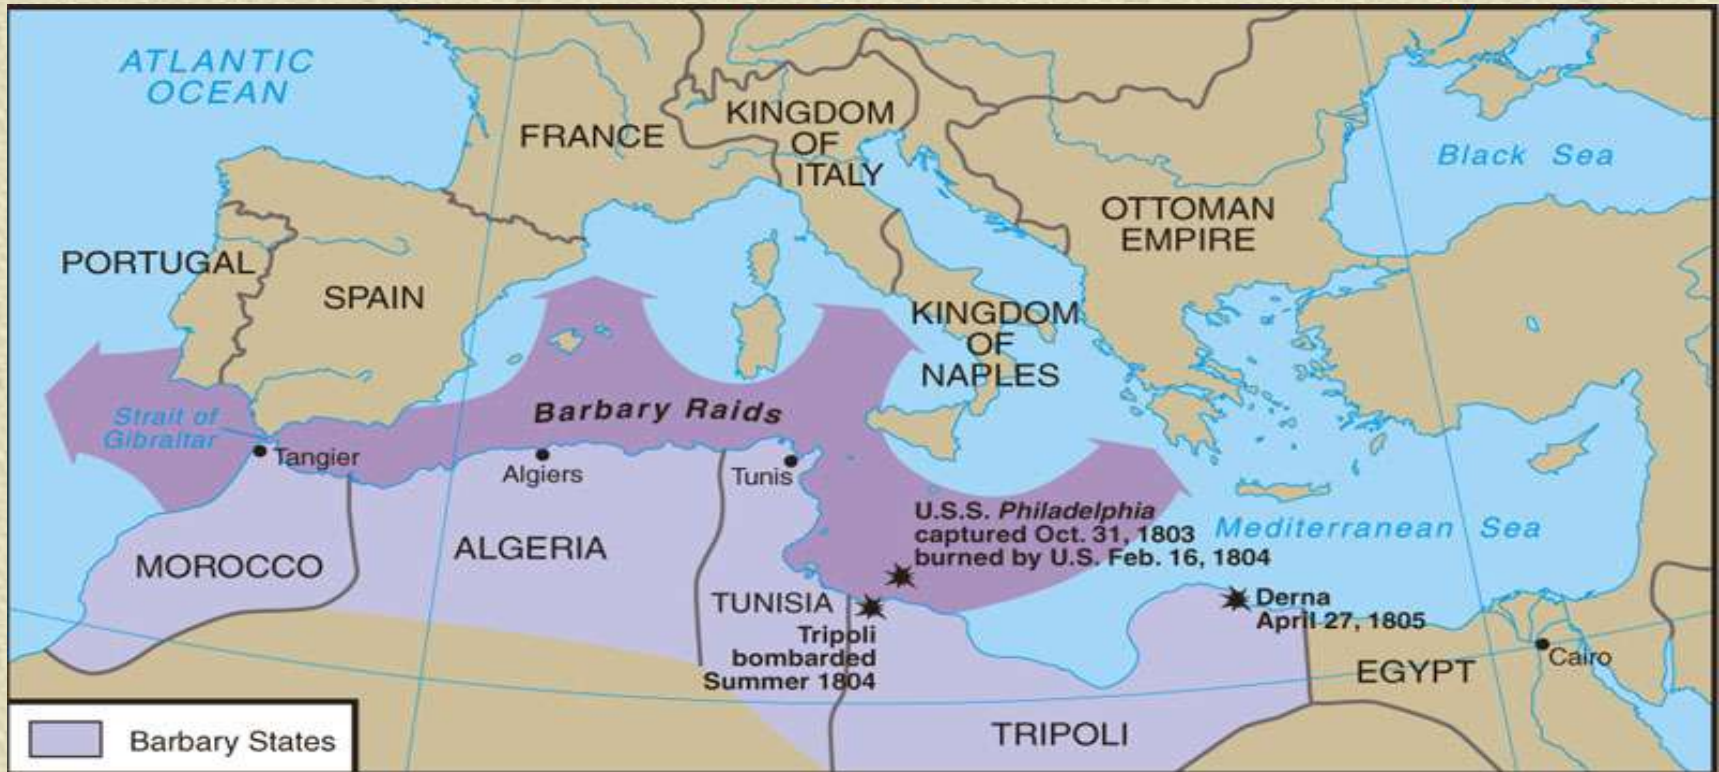 ATLANTIC
OCEAN
FRANCE
KINGDOM
OF
ITALY
Black Sea
OTTOMAN
EMPIRE
PORTUGAL
SPAIN
KINGDOM
OF
NAPLES
Barbary Raids
Strait of
Gibraltar
Tangier
Algiers
Tunis
U.S.S. Philadelphia
captured Oct. 31, 1803
burned by U.S. Feb. 16, 1804
Mediterranean Sea
MOROCCO
ALGERIA
TUNISIA
Tripoli
bombarded
Summer 1804
Derna
April 27, 1805
EGYPT
Cairo
TRIPOLI
Barbary States